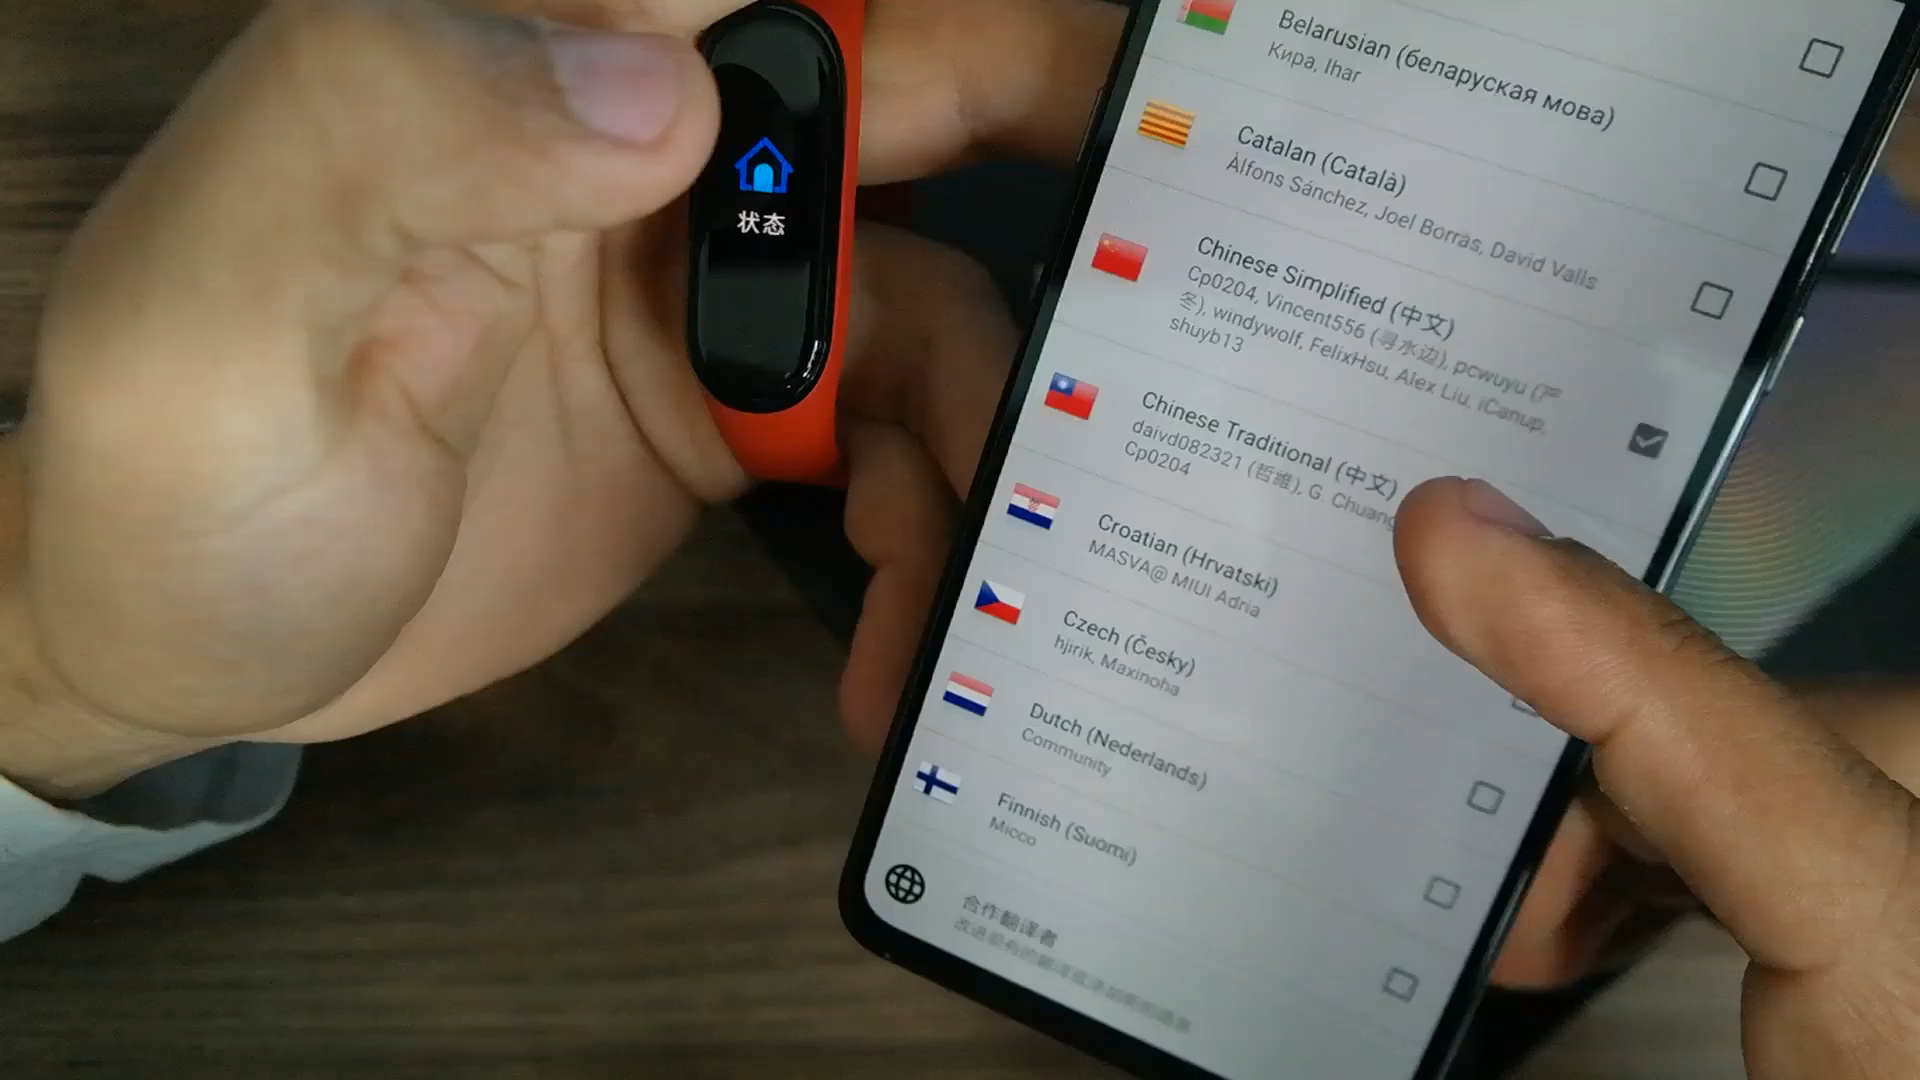 状态
Belarusian (беларуская мова)
Кира, Ihar
Catalan (Català)
Àlfons Sánchez, Joel Borràs, David Valls
Chinese Simplified (中文)
Cp0204, Vincent556 (寻水边), pcwuyu (严
冬), windywolf, FelixHsu, Alex Liu, iCanup,
shuyb13
Chinese Traditional (中文)
daivd082321 (哲維), G. Chuang
Cp0204
Croatian (Hrvatski)
MASVA@ MIUI Adria
Czech (Česky)
hjirik, Maxinoha
Dutch (Nederlands)
Community
Finnish (Suomi)
Micco
合作翻译者